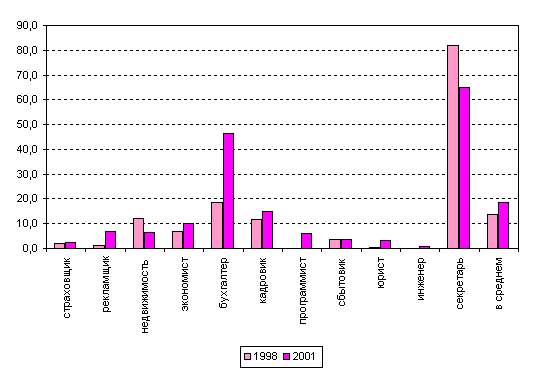 90,0
80,0
70,0
60,0
50,0
40,0
30,0
20,0
10,0
0,0
страховщик
рекламщик
недвижимость
экономист
бухгалтер
кадровик
программист
сбытовик
юрист
инженер
секретарь
в среднем
1998 2001